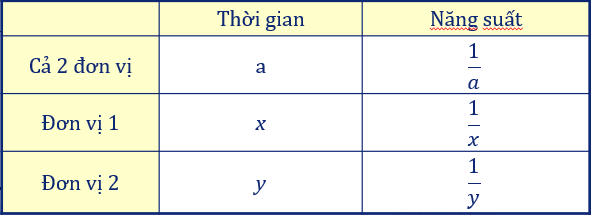 Thời gian Năng suất
Cả 2 đơn vị a 1/a
Đơn vị 1 x 1/x
Đơn vị 2 y 1/y